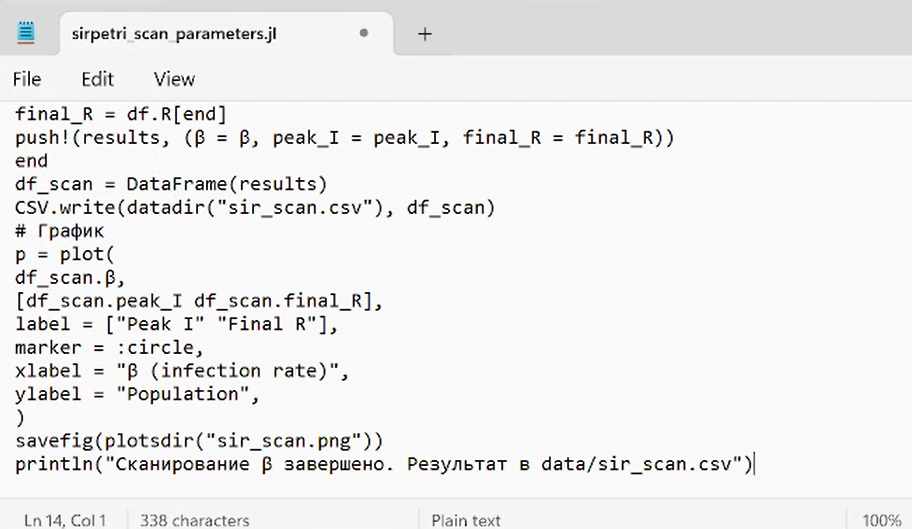 sirpetri_scan_parameters.jl
File Edit View
final_R = df.R[end]
push!(results, (β = β, peak_I = peak_I, final_R = final_R))
end
df_scan = DataFrame(results)
CSV.write(datadir("sir_scan.csv"), df_scan)
# График
p = plot(
df_scan.β,
[df_scan.peak_I df_scan.final_R],
label = ["Peak I" "Final R"],
marker = :circle,
xlabel = "β (infection rate)",
ylabel = "Population",
)
savefig(plotsdir("sir_scan.png"))
println("Сканирование β завершено. Результат в data/sir_scan.csv")
Ln 14, Col 1 338 characters Plain text 100%